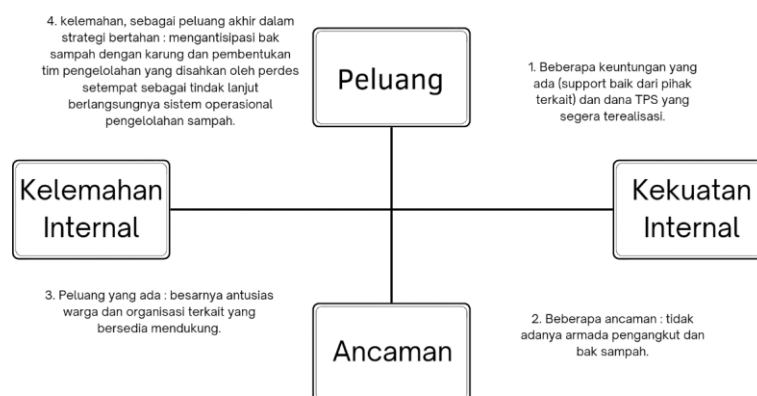 4. kelemahan, sebagai peluang akhir dalam
strategi bertahan : mengantisipasi bak
sampah dengan karung dan pembentukan
tim pengelolahan yang disahkan oleh perdes
setempat sebagai tindak lanjut
berlangsungnya sistem operasional
pengelolahan sampah.
Peluang
1. Beberapa keuntungan yang
ada (support baik dari pihak
terkait) dan dana TPS yang
segera terealisasi.
Kelemahan
Internal
Kekuatan
Internal
3. Peluang yang ada : besarnya antusias
warga dan organisasi terkait yang
bersedia mendukung.
Ancaman
2. Beberapa ancaman : tidak
adanya armada pengangkut dan
bak sampah.